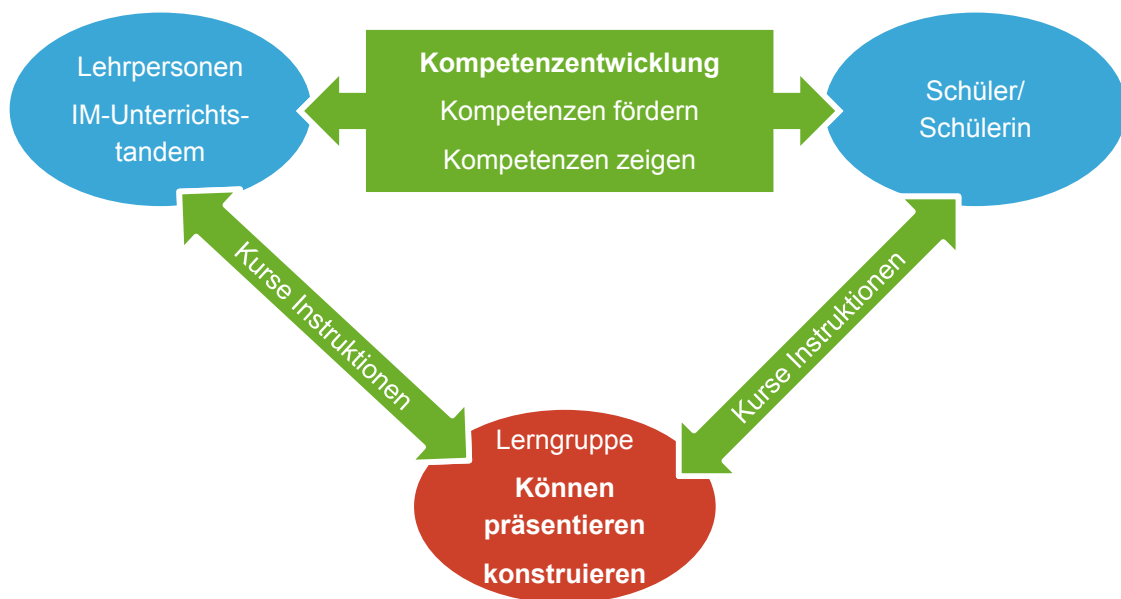 Lehrpersonen
IM-Unterrichts-
tandem
Kompetenzentwicklung
Kompetenzen fördern
Kompetenzen zeigen
Schüler/
Schülerin
Kurse Instruktionen
Kurse Instruktionen
Lerngruppe
Können
präsentieren
konstruieren